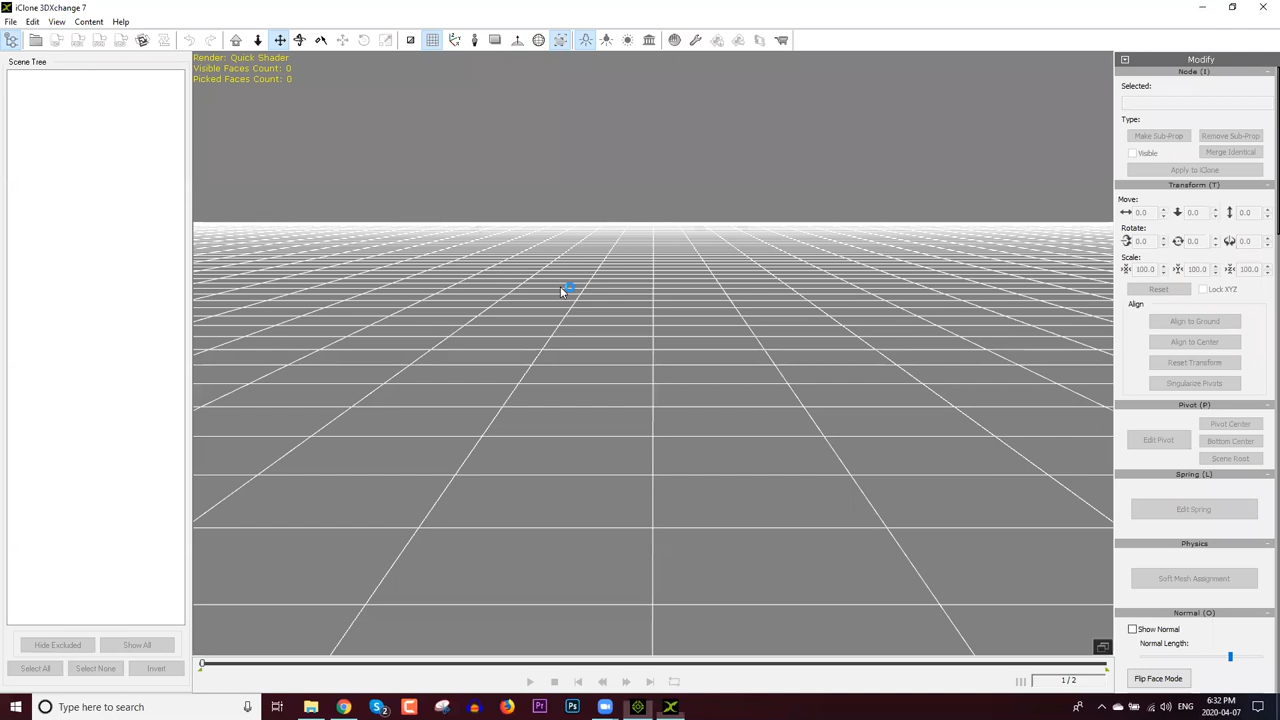 iClone 3DXchange 7
File Edit View Content Help
Scene Tree
Render: Quick Shader
Visible Faces Count: 0
Picked Faces Count: 0
Modify
Node (I)
Selected:
Type:
Make Sub-Prop Remove Sub-Prop
Visible Merge Identical
Apply to iClone
Transform (T)
Move:
0.0 0.0 0.0
Rotate:
0.0 0.0 0.0
Scale:
100.0 100.0 100.0
Reset Lock XYZ
Align
Align to Ground
Align to Center
Reset Transform
Singularize Pivots
Pivot (P)
Edit Pivot Pivot Center
Bottom Center
Scene Root
Spring (L)
Edit Spring
Physics
Soft Mesh Assignment
Normal (O)
Show Normal
Normal Length:
Flip Face Mode
Hide Excluded Show All
Select All Select None Invert
1 / 2
Type here to search
ENG
6:32 PM
2020-04-07